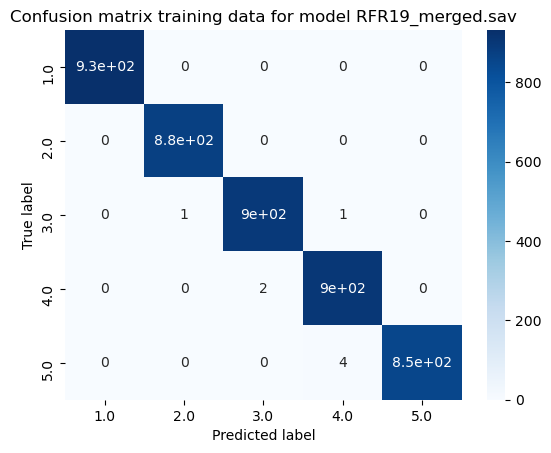 Confusion matrix training data for model RFR19_merged.sav
True label
1.0 9.3e+02 0 0 0 0
2.0 0 8.8e+02 0 0 0
3.0 0 1 9e+02 1 0
4.0 0 0 2 9e+02 0
5.0 0 0 0 4 8.5e+02
1.0 2.0 3.0 4.0 5.0
Predicted label
800
600
400
200
0